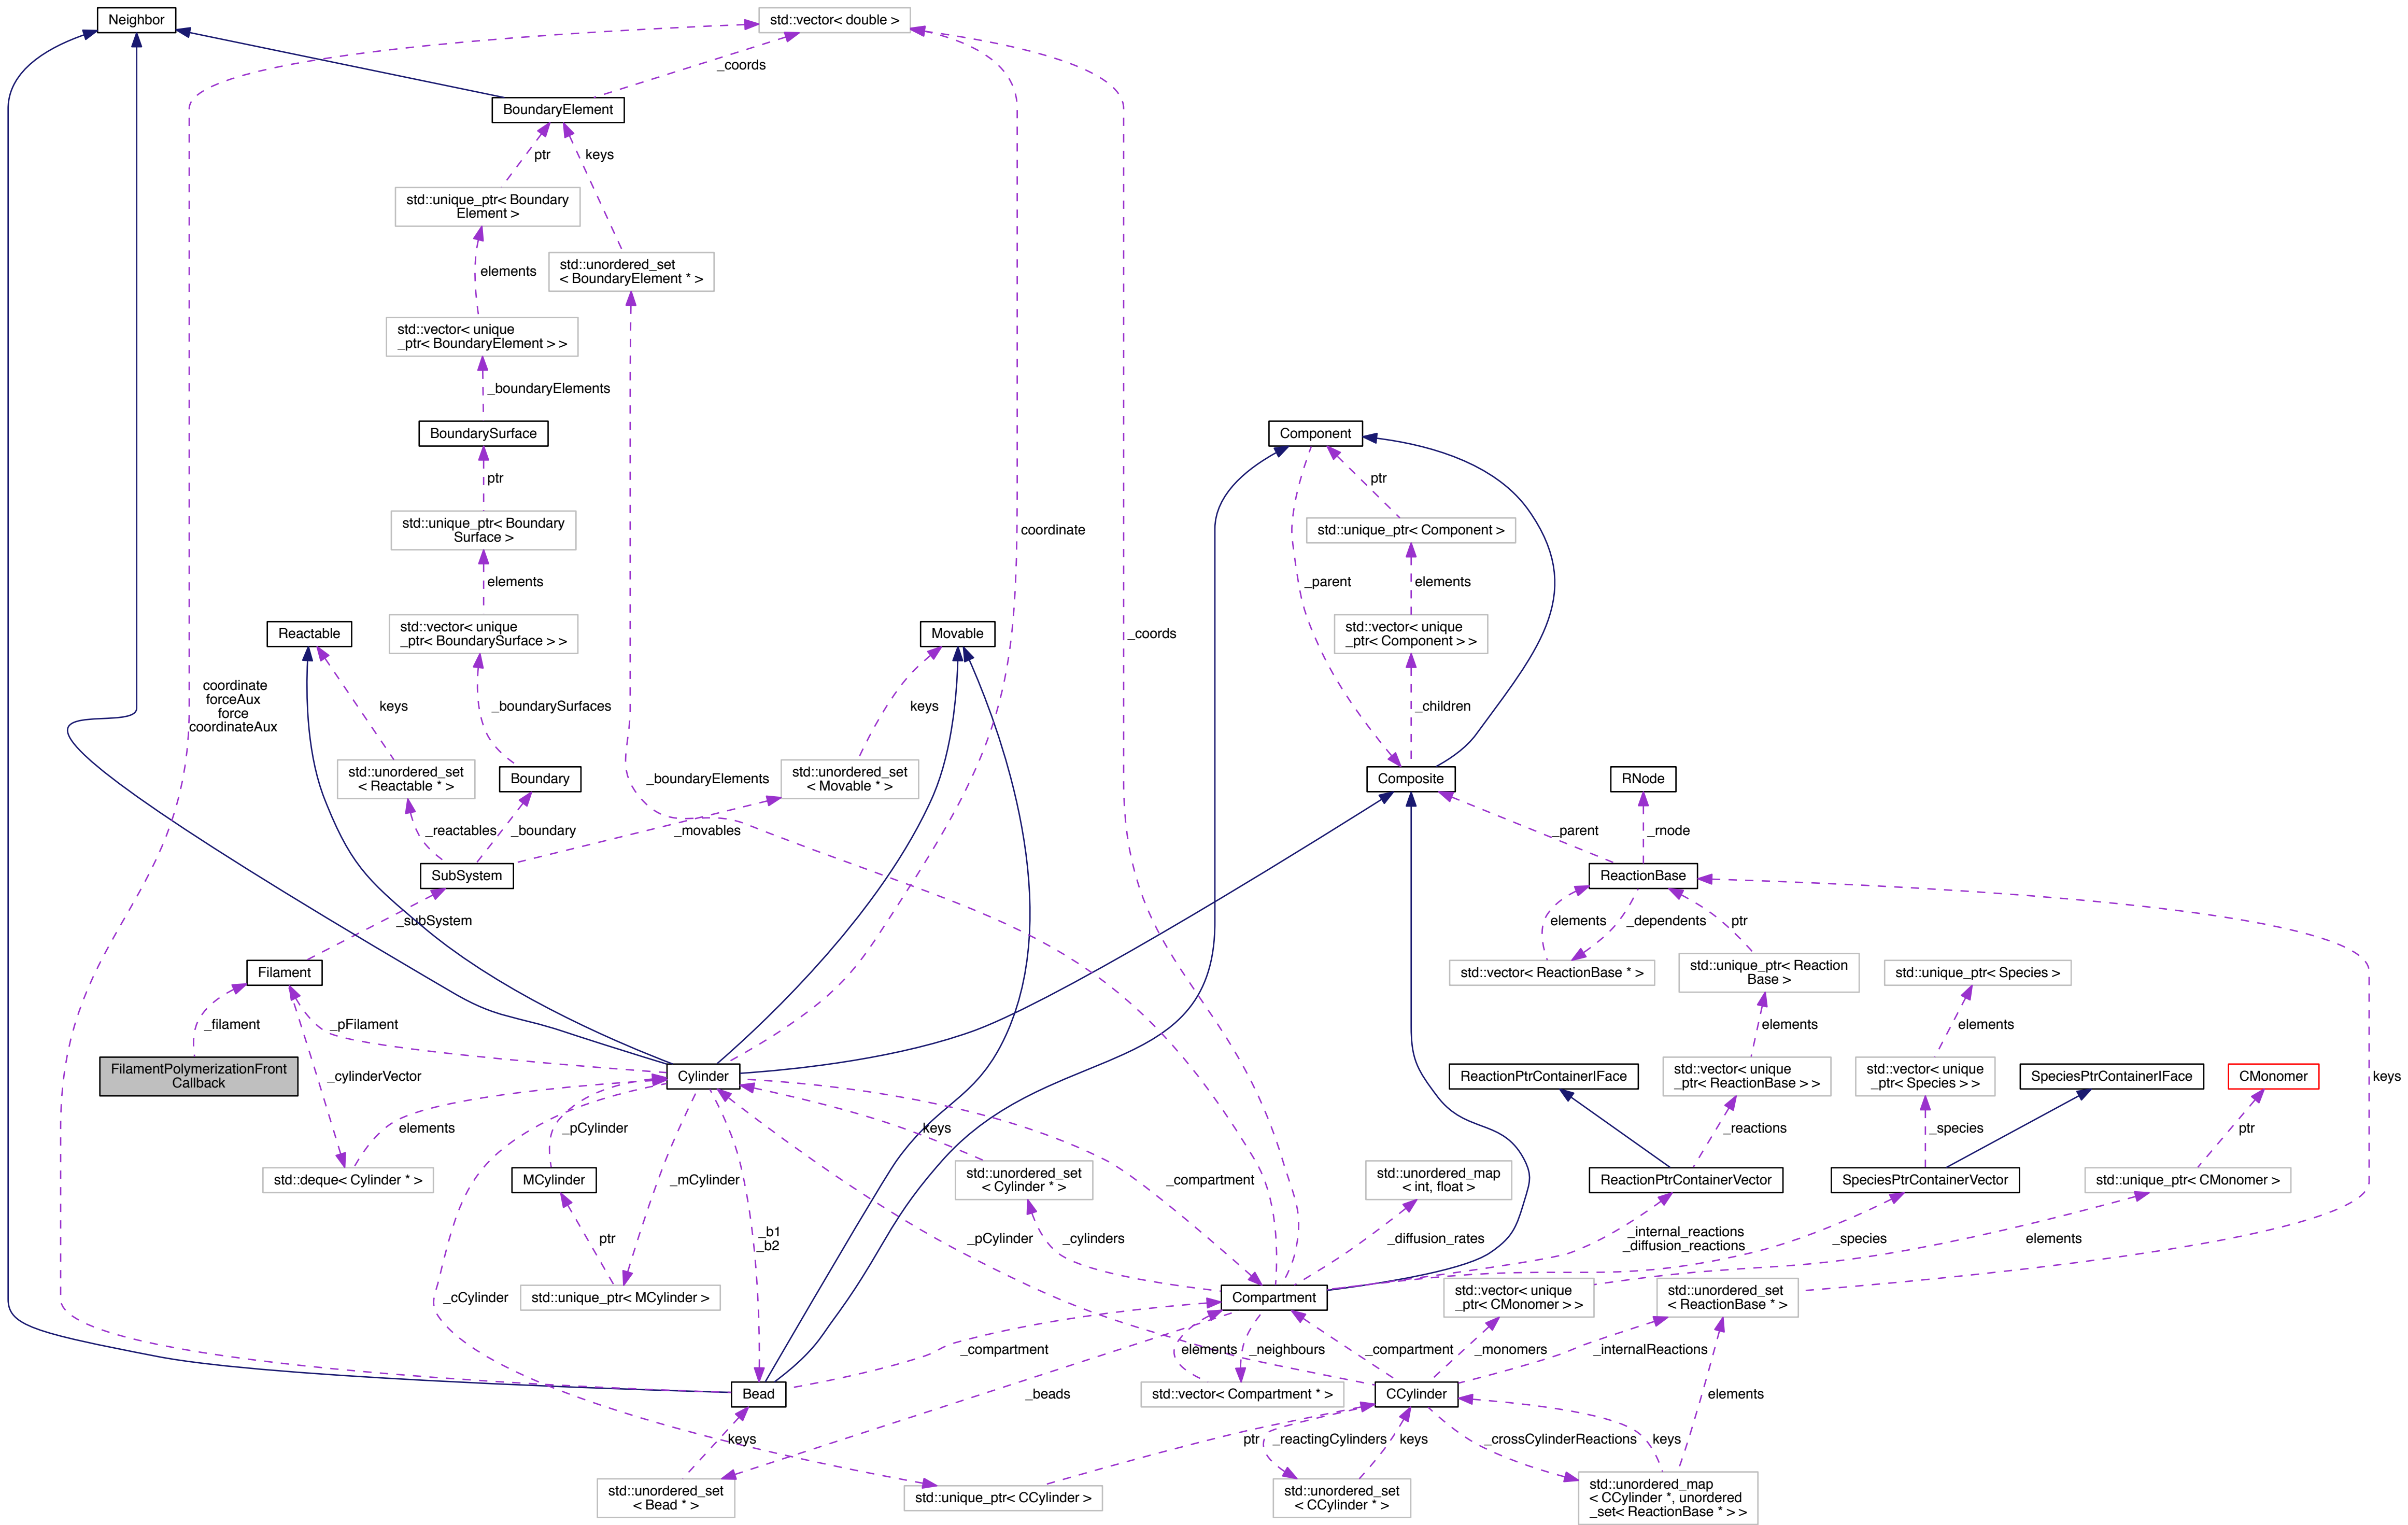 Neighbor
std::vector< double >
_coords
BoundaryElement
ptr
keys
std::unique_ptr< Boundary
Element >
std::unordered_set
< BoundaryElement * >
elements
std::vector< unique
_ptr< BoundaryElement > >
_boundaryElements
BoundarySurface
Component
ptr
ptr
std::unique_ptr< Boundary
Surface >
coordinate
std::unique_ptr< Component >
elements
_parent
elements
Reactable
std::vector< unique
_ptr< BoundarySurface > >
Movable
_coords
std::vector< unique
_ptr< Component > >
coordinate
forceAux
force
coordinateAux
keys
_boundarySurfaces
keys
_children
std::unordered_set
< Reactable * >
Boundary
_boundaryElements
std::unordered_set
< Movable * >
Composite
RNode
_reactables
_boundary
_movables
_parent
_rnode
SubSystem
ReactionBase
_subSystem
elements
_dependents
ptr
Filament
std::vector< ReactionBase * >
std::unique_ptr< Reaction
Base >
std::unique_ptr< Species >
_filament
_pFilament
elements
elements
FilamentPolymerizationFront
Callback
_cylinderVector
Cylinder
ReactionPtrContainerIFace
std::vector< unique
_ptr< ReactionBase > >
std::vector< unique
_ptr< Species > >
SpeciesPtrContainerIFace
CMonomer
keys
elements
_pCylinder
keys
_reactions
_species
ptr
std::deque< Cylinder * >
MCylinder
_mCylinder
std::unordered_set
< Cylinder * >
_compartment
std::unordered_map
< int, float >
ReactionPtrContainerVector
SpeciesPtrContainerVector
std::unique_ptr< CMonomer >
ptr
_b1
_b2
_pCylinder
_cylinders
_diffusion_rates
_internal_reactions
_diffusion_reactions
_species
elements
_cCylinder
std::unique_ptr< MCylinder >
Compartment
std::vector< unique
_ptr< CMonomer > >
std::unordered_set
< ReactionBase * >
_compartment
elements
_neighbours
_compartment
_monomers
_internalReactions
Bead
_beads
std::vector< Compartment * >
CCylinder
elements
keys
ptr
_reactingCylinders
keys
_crossCylinderReactions
keys
std::unordered_set
< Bead * >
std::unique_ptr< CCylinder >
std::unordered_set
< CCylinder * >
std::unordered_map
< CCylinder *, unordered
_set< ReactionBase * > >